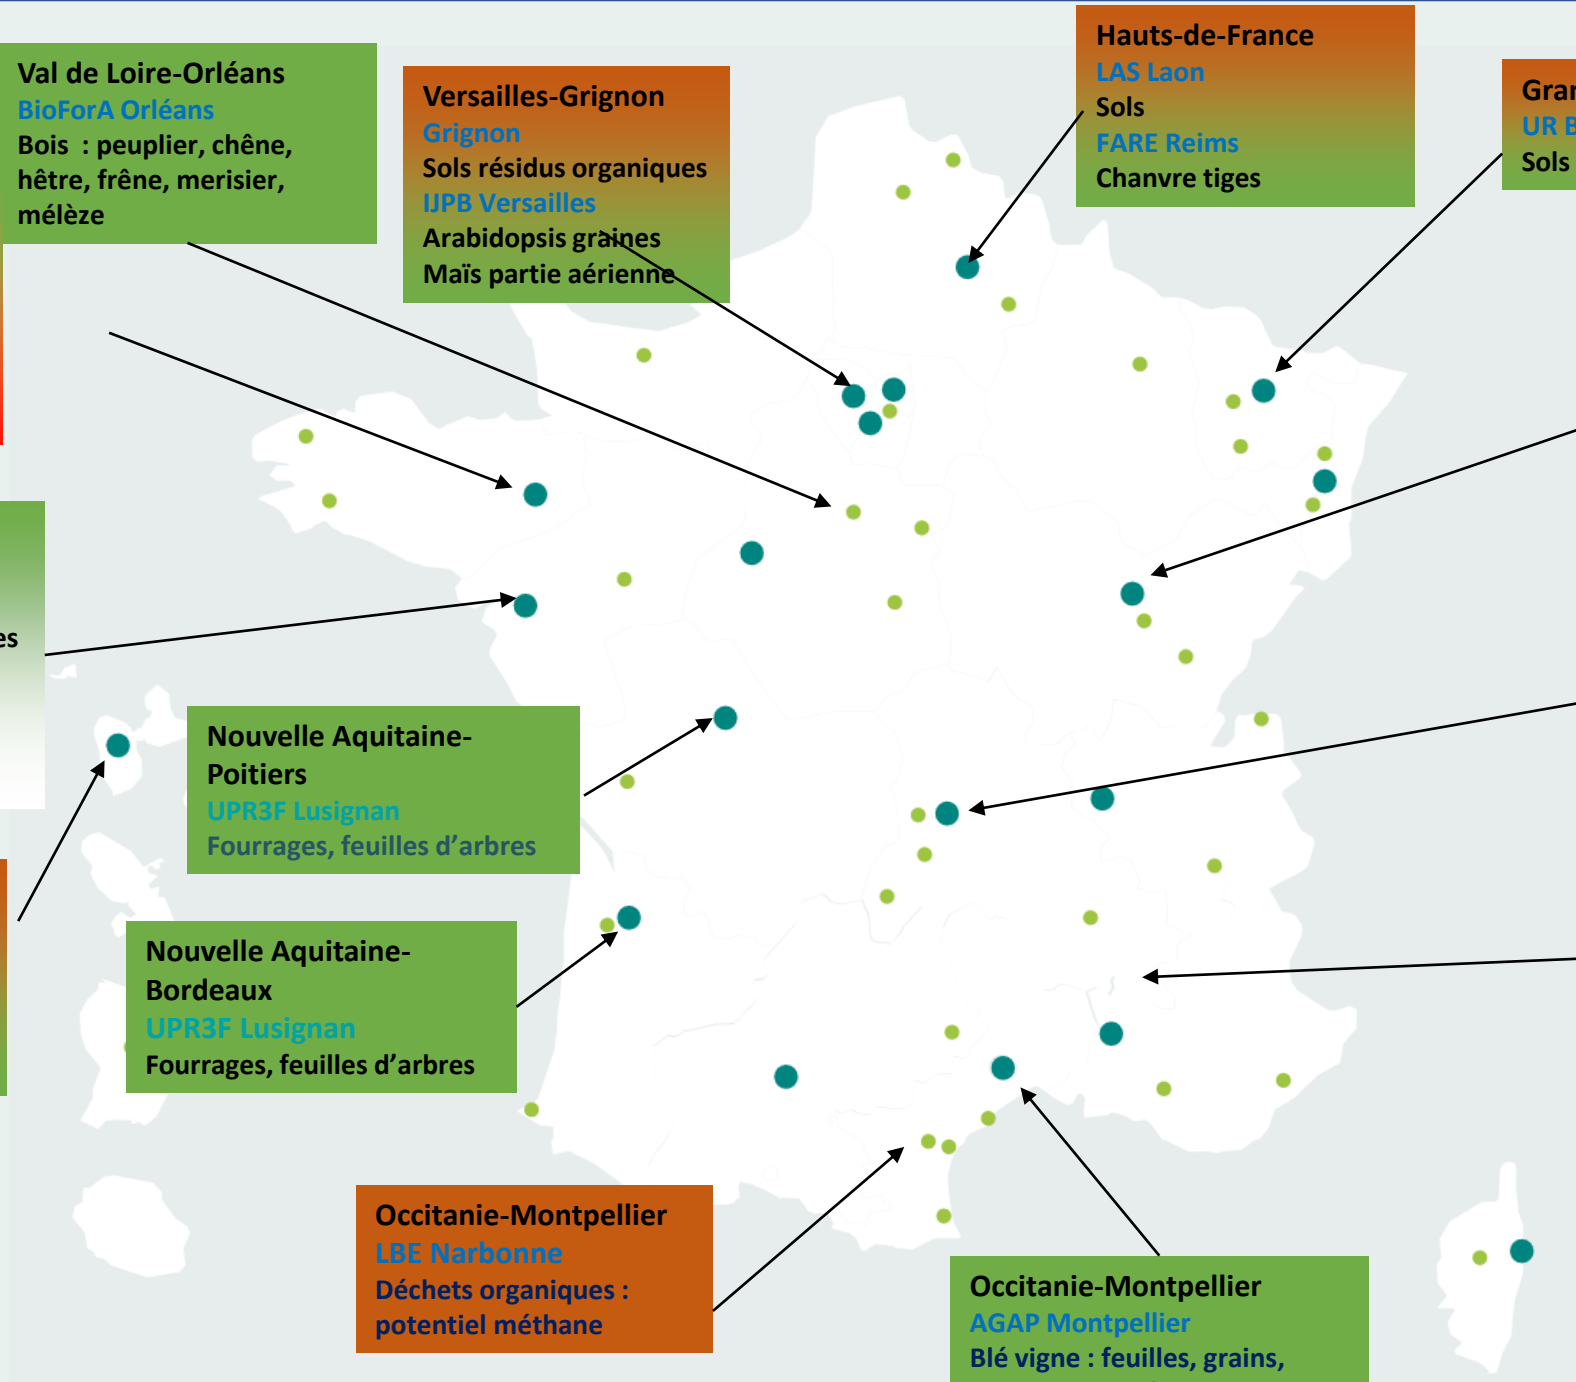 Val de Loire-Orléans
BioForA Orléans
Bois : peuplier, chêne,
hêtre, frêne, merisier,
mélèze
Versailles-Grignon
Grignon
Sols résidus organiques
IJPB Versailles
Arabidopsis graines
Maïs partie aérienne
Hauts-de-France
LAS Laon
Sols
FARE Reims
Chanvre tiges
UR
Sols
Nouvelle Aquitaine-
Poitiers
UPR3F Lusignan
Fourrages, feuilles d'arbres
Nouvelle Aquitaine-
Bordeaux
UPR3F Lusignan
Fourrages, feuilles d'arbres
Occitanie-Montpellier
LBE Narbonne
Déchets organiques :
potentiel méthane
Occitanie-Montpellier
AGAP Montpellier
Blé vigne : feuilles, grains,